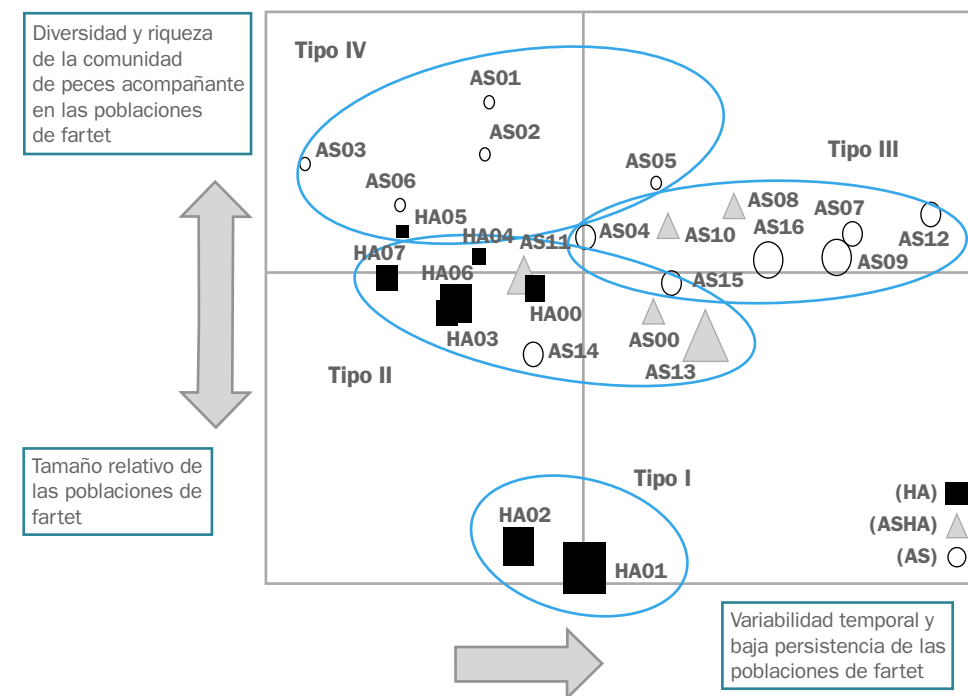 Diversidad y riqueza
de la comunidad
de peces acompañante
en las poblaciones
de fartet
Tipo IV
AS01
AS02
AS03
AS05
Tipo III
AS06
AS08
AS07
HA05
AS10
AS16
AS12
HA04
AS11
AS04
HA07
HA06
AS15
AS09
HA00
HA03
AS14
AS00
AS13
Tipo II
Tamaño relativo de
las poblaciones de
fartet
Tipo I
HA02
HA01
(HA)
(ASHA)
(AS)
Variabilidad temporal y
baja persistencia de las
poblaciones de fartet